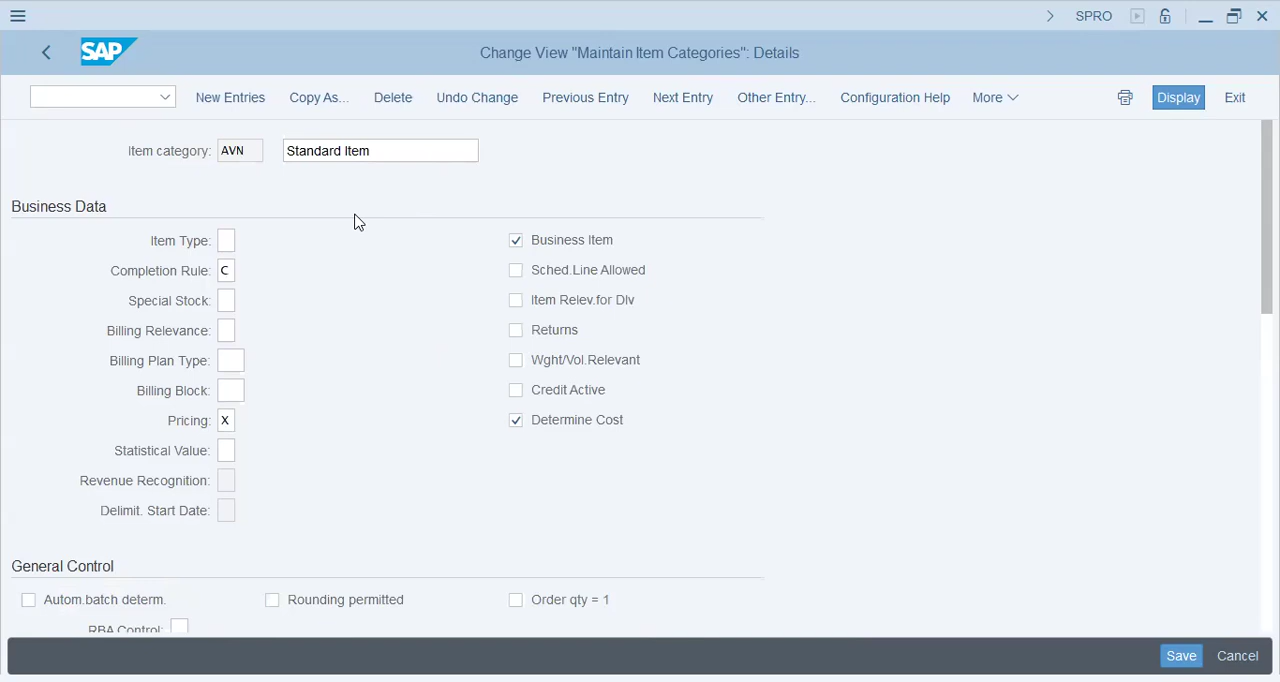 SPRO
SAP
Change View "Maintain Item Categories": Details
New Entries Copy As... Delete Undo Change Previous Entry Next Entry Other Entry... Configuration Help More Display Exit
Item category: AVN Standard Item
Business Data
Item Type: Business Item
Completion Rule: C Sched.Line Allowed
Special Stock: Item Relev.for Dlv
Billing Relevance: Returns
Billing Plan Type: Wght/Vol.Relevant
Billing Block: Credit Active
Pricing: X Determine Cost
Statistical Value:
Revenue Recognition:
Delimit. Start Date:
General Control
Autom.batch determ. Rounding permitted Order qty = 1
RBA Control:
Save Cancel